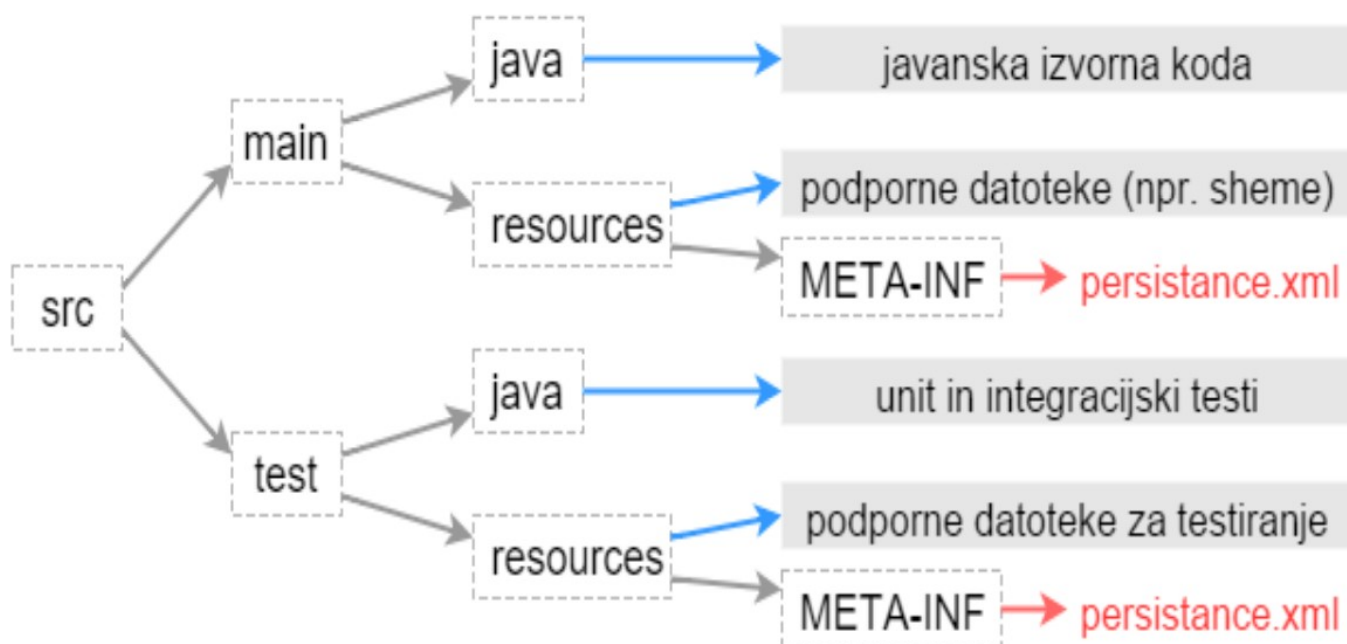 java
javanska izvorna koda
main
podporne datoteke (npr. sheme)
resources
META-INF
persistance.xml
src
java
unit in integracijski testi
test
podporne datoteke za testiranje
resources
META-INF
persistance.xml